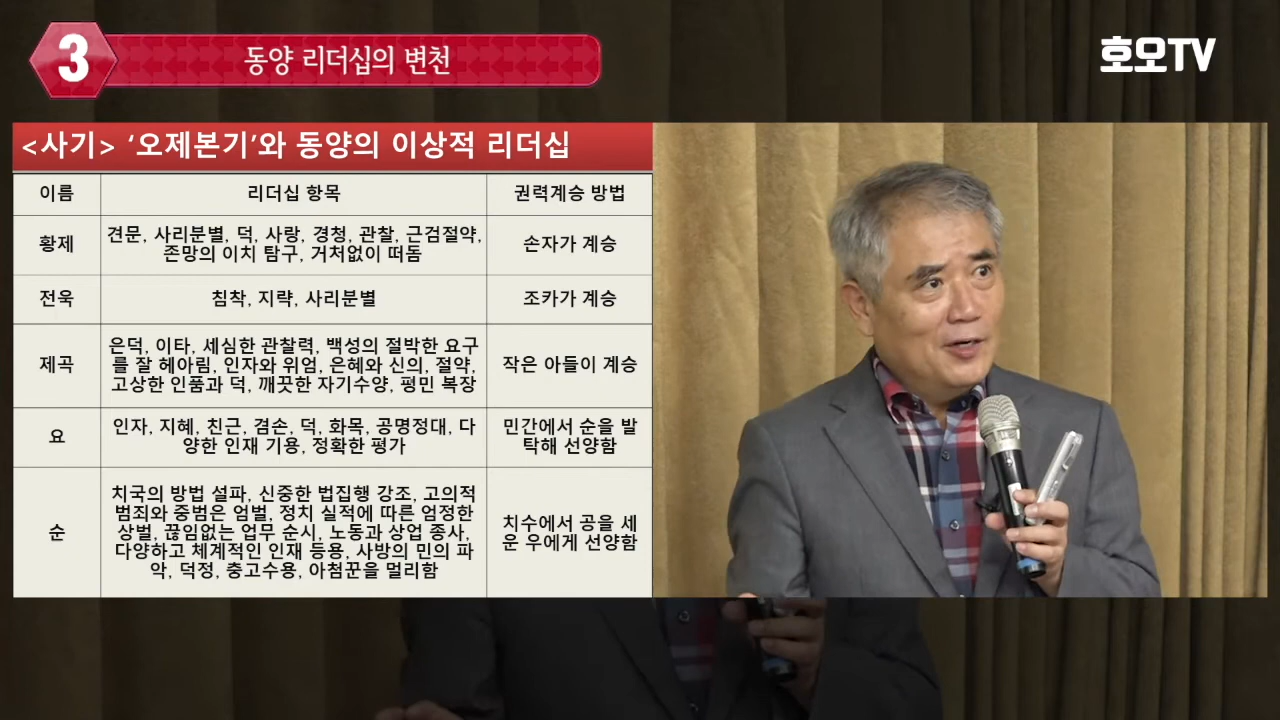 3
동양 리더십의 변천
호오TV
<사기> ‘오제본기’와 동양의 이상적 리더십
이름 리더십 항목 권력계승 방법
황제
견문, 사리분별, 덕, 사랑, 경청, 관찰, 근검절약,
존망의 이치 탐구, 거처없이 떠돔
손자가 계승
전욱
침착, 지략, 사리분별
조카가 계승
제곡
은덕, 이타, 세심한 관찰력, 백성의 절박한 요구
를 잘 헤아림, 인자와 위엄, 은혜와 신의, 절약,
고상한 인품과 덕, 깨끗한 자기수양, 평민 복장
작은 아들이 계승
요
인자, 지혜, 친근, 겸손, 덕, 화목, 공명정대, 다
양한 인재 기용, 정확한 평가
민간에서 순을 발
탁해 선양함
순
치국의 방법 설파, 신중한 법집행 강조, 고의적
범죄와 중범은 엄벌, 정치 실적에 따른 엄정한
상벌, 끊임없는 업무 순시, 노동과 상업 종사,
다양하고 체계적인 인재 등용, 사방의 민의 파
악, 덕정, 충고수용, 아첨꾼을 멀리함
치수에서 공을 세
운 우에게 선양함